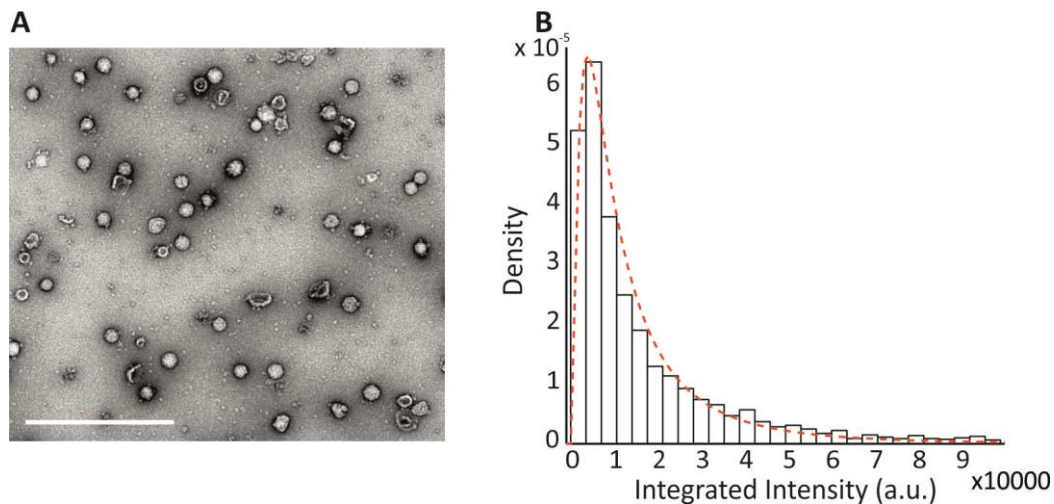 A
B
x 10⁻⁵
6
5
4
3
2
1
0
Density
0 1 2 3 4 5 6 7 8 9
x10000
Integrated Intensity (a.u.)